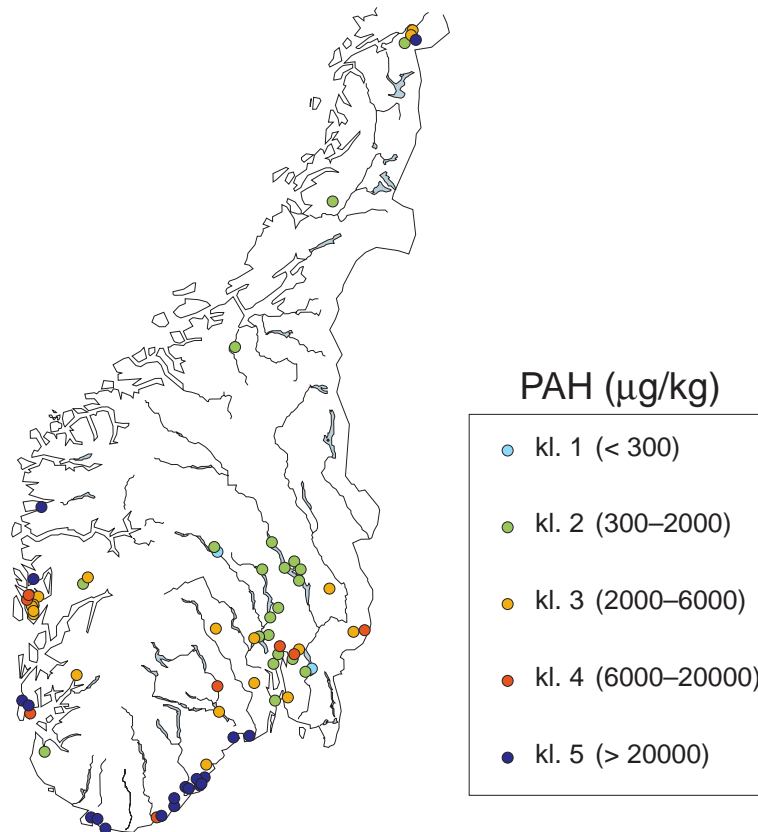 PAH (μg/kg)
kl. 1 (< 300)
kl. 2 (300–2000)
kl. 3 (2000–6000)
kl. 4 (6000–20000)
kl. 5 (> 20000)